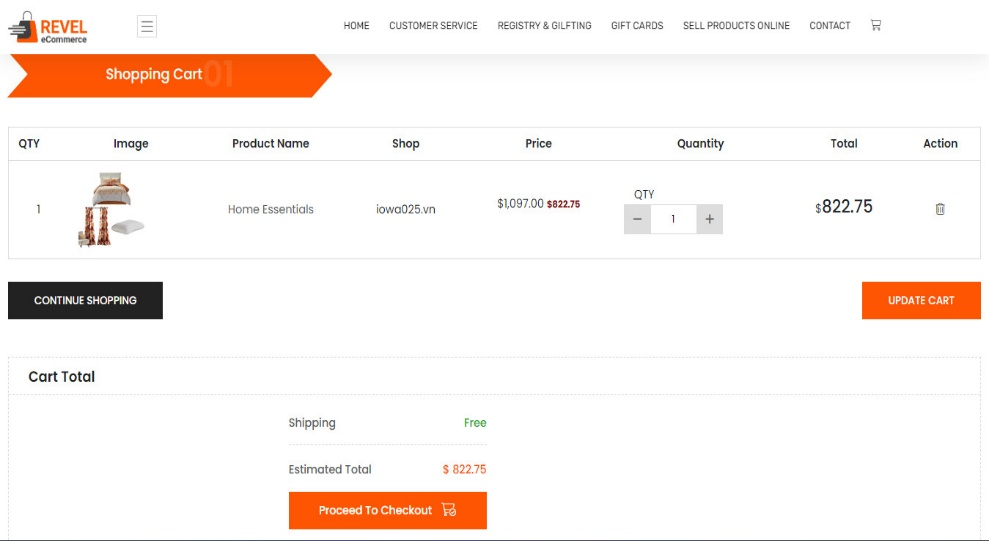 REVEL
eCommerce
HOME CUSTOMER SERVICE REGISTRY & GILFTING GIFT CARDS SELL PRODUCTS ONLINE CONTACT
Shopping Cart 01
QTY Image Product Name Shop Price Quantity Total Action
QTY
1 Home Essentials iowa025.vn $1,097.00 $822.75 − 1 + $822.75
CONTINUE SHOPPING UPDATE CART
Cart Total
Shipping Free
Estimated Total $ 822.75
Proceed To Checkout